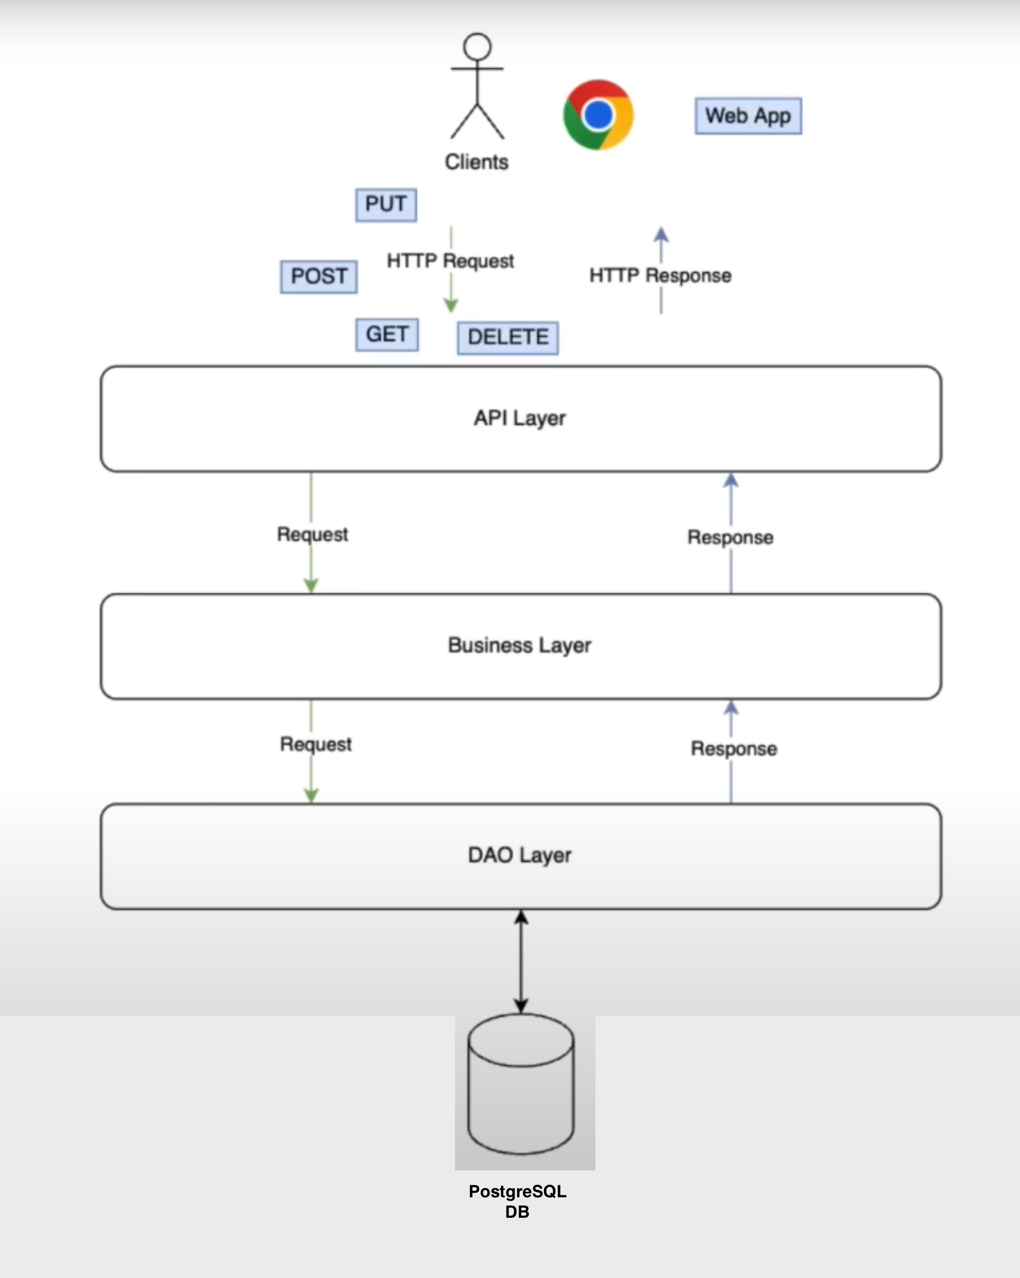 Web App
Clients
PUT
HTTP Request
POST
HTTP Response
GET
DELETE
API Layer
Request
Response
Business Layer
Request
Response
DAO Layer
PostgreSQL
DB